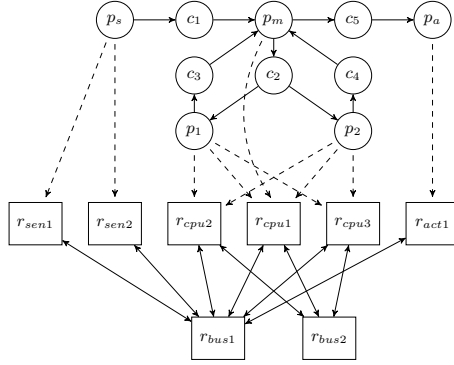 p_s c_1 p_m c_5 p_a
c_3 c_2 c_4
p_1 p_2
r_sen1 r_sen2 r_cpu2 r_cpu1 r_cpu3 r_act1
r_bus1 r_bus2